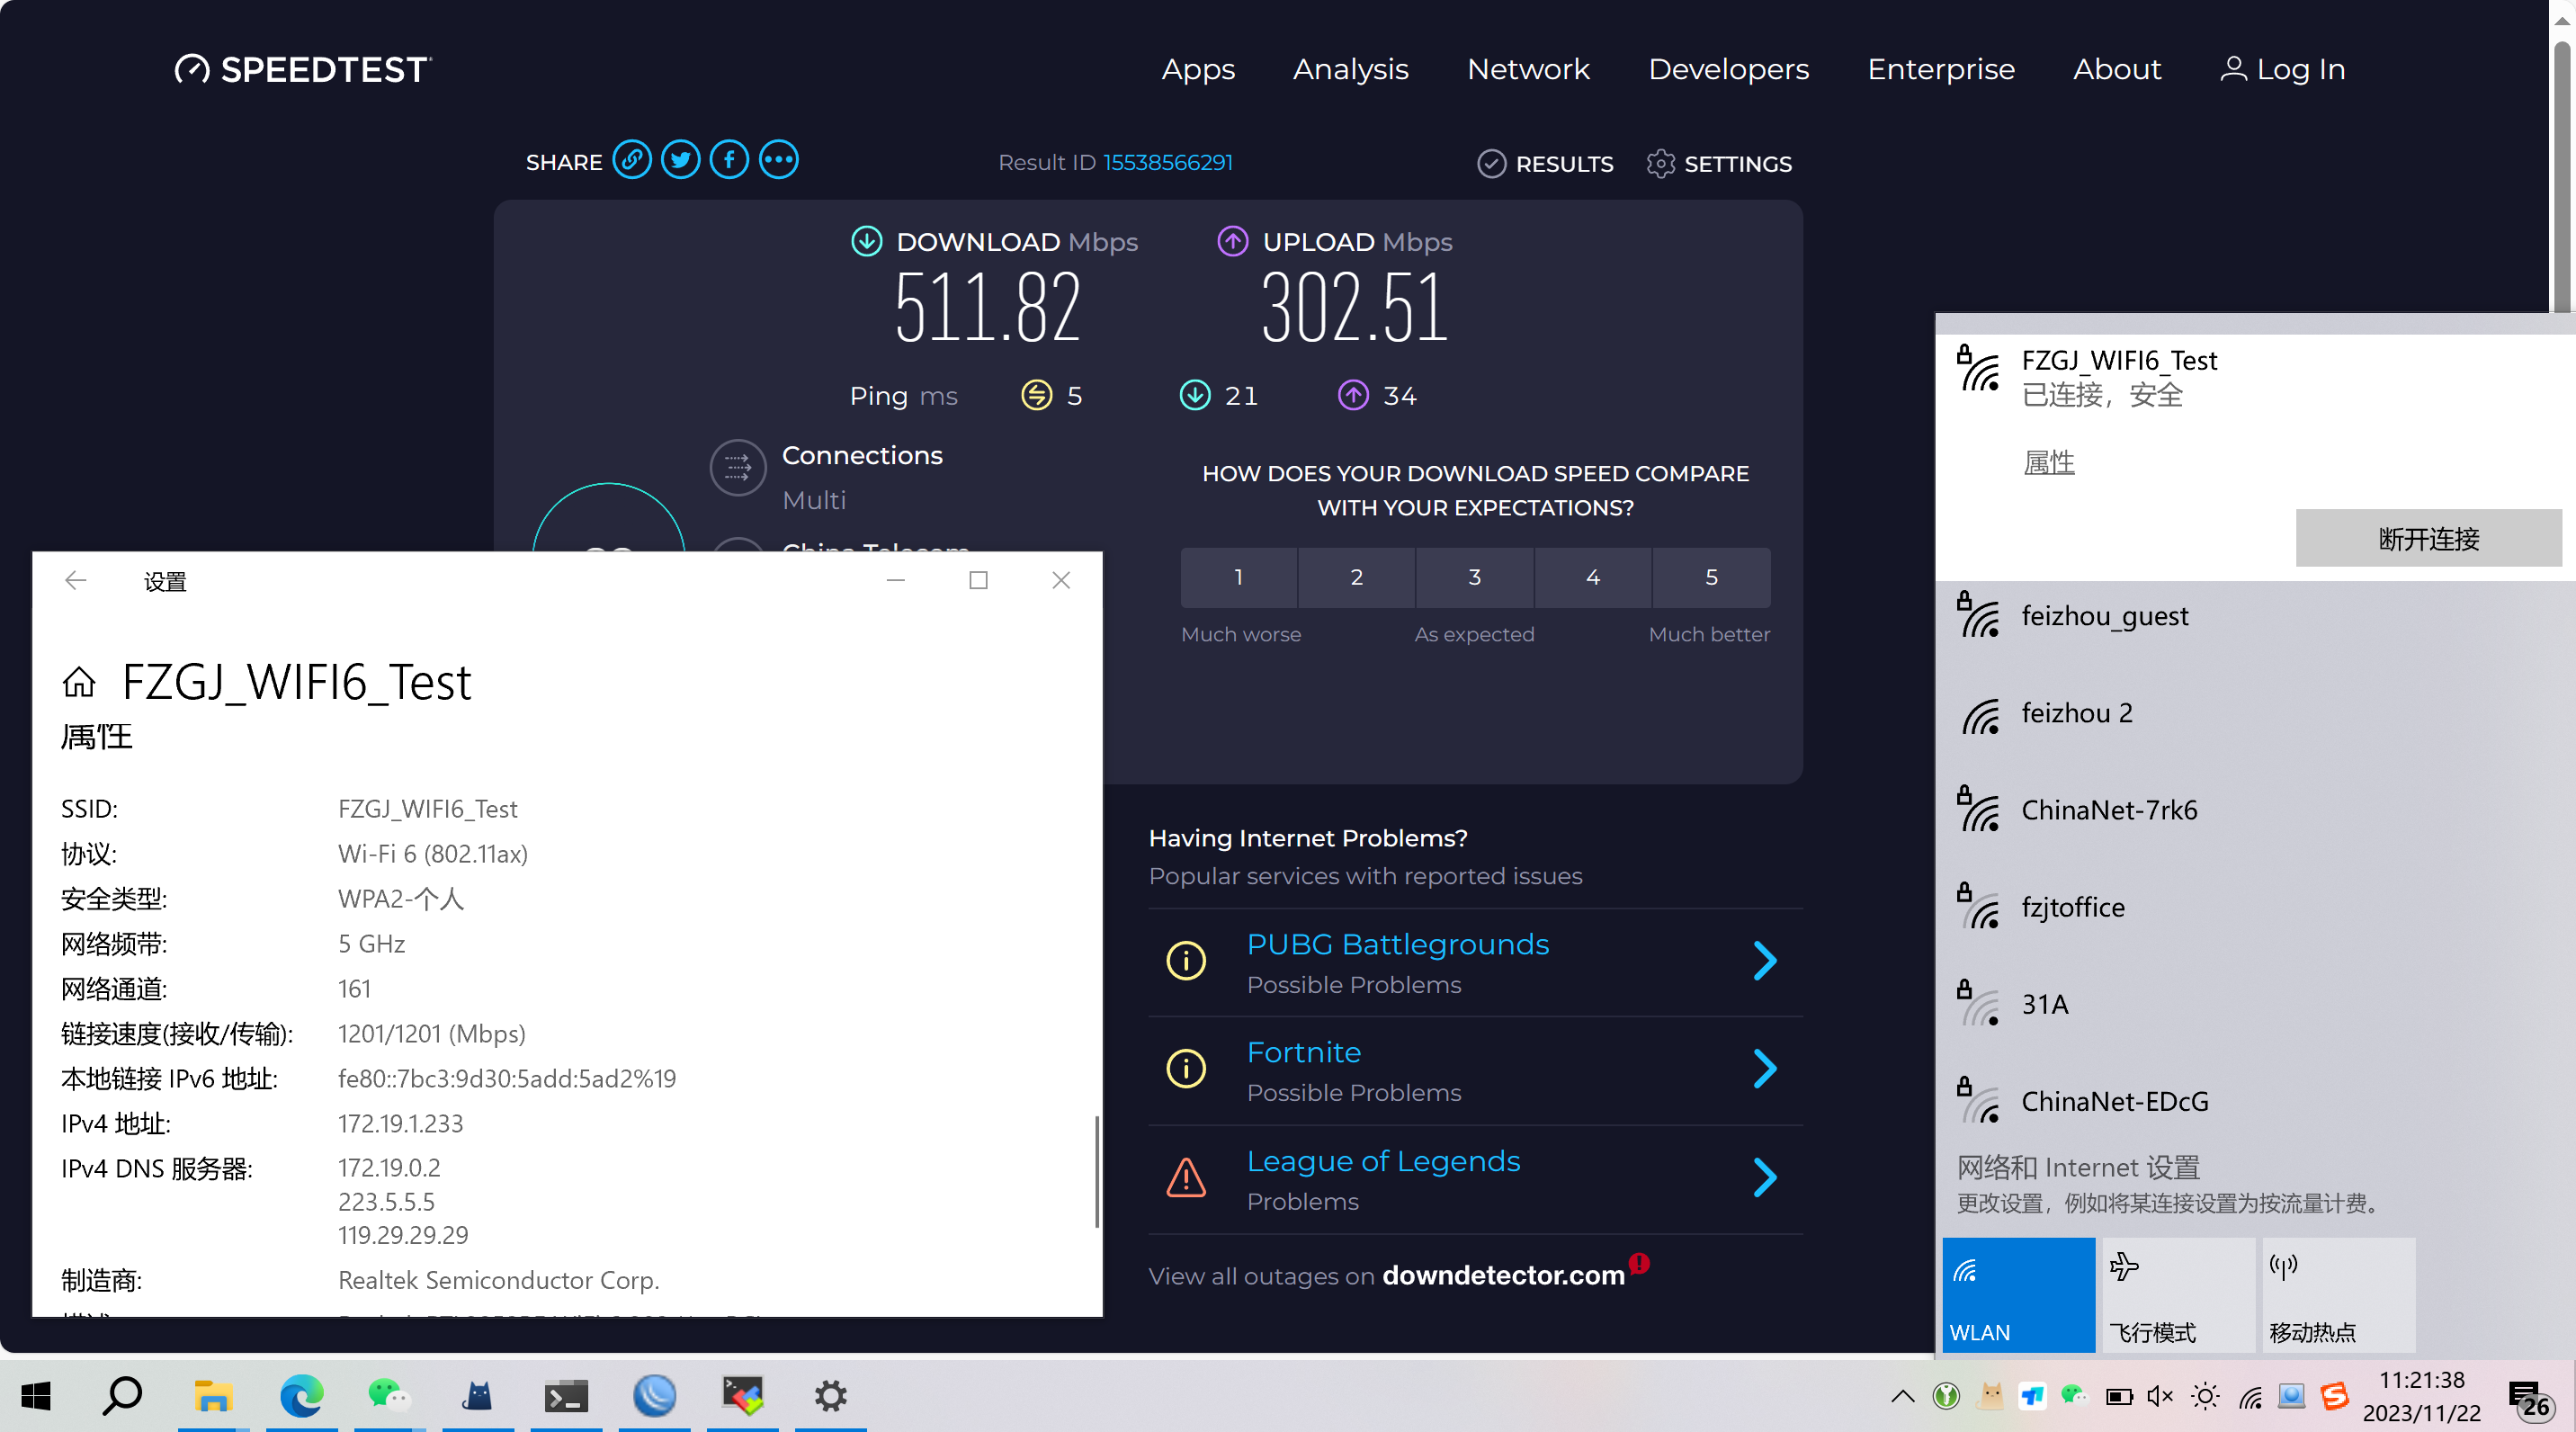 SPEEDTEST
Apps Analysis Network Developers Enterprise About Log In
SHARE
Result ID 15538566291
RESULTS SETTINGS
DOWNLOAD Mbps
511.82
UPLOAD Mbps
302.51
Ping ms 5 21 34
Connections
Multi
HOW DOES YOUR DOWNLOAD SPEED COMPARE
WITH YOUR EXPECTATIONS?
1 2 3 4 5
Much worse As expected Much better
Having Internet Problems?
Popular services with reported issues
PUBG Battlegrounds
Possible Problems
Fortnite
Possible Problems
League of Legends
Problems
View all outages on downdetector.com
设置
FZGJ_WIFI6_Test
属性
SSID: FZGJ_WIFI6_Test
协议: Wi-Fi 6 (802.11ax)
安全类型: WPA2-个人
网络频带: 5 GHz
网络通道: 161
链接速度(接收/传输): 1201/1201 (Mbps)
本地链接 IPv6 地址: fe80::7bc3:9d30:5add:5ad2%19
IPv4 地址: 172.19.1.233
IPv4 DNS 服务器: 172.19.0.2
223.5.5.5
119.29.29.29
制造商: Realtek Semiconductor Corp.
FZGJ_WIFI6_Test
已连接，安全
属性
断开连接
feizhou_guest
feizhou 2
ChinaNet-7rk6
fzjtoffice
31A
ChinaNet-EDcG
网络和 Internet 设置
更改设置，例如将某连接设置为按流量计费。
WLAN
飞行模式
移动热点
11:21:38
2023/11/22
26